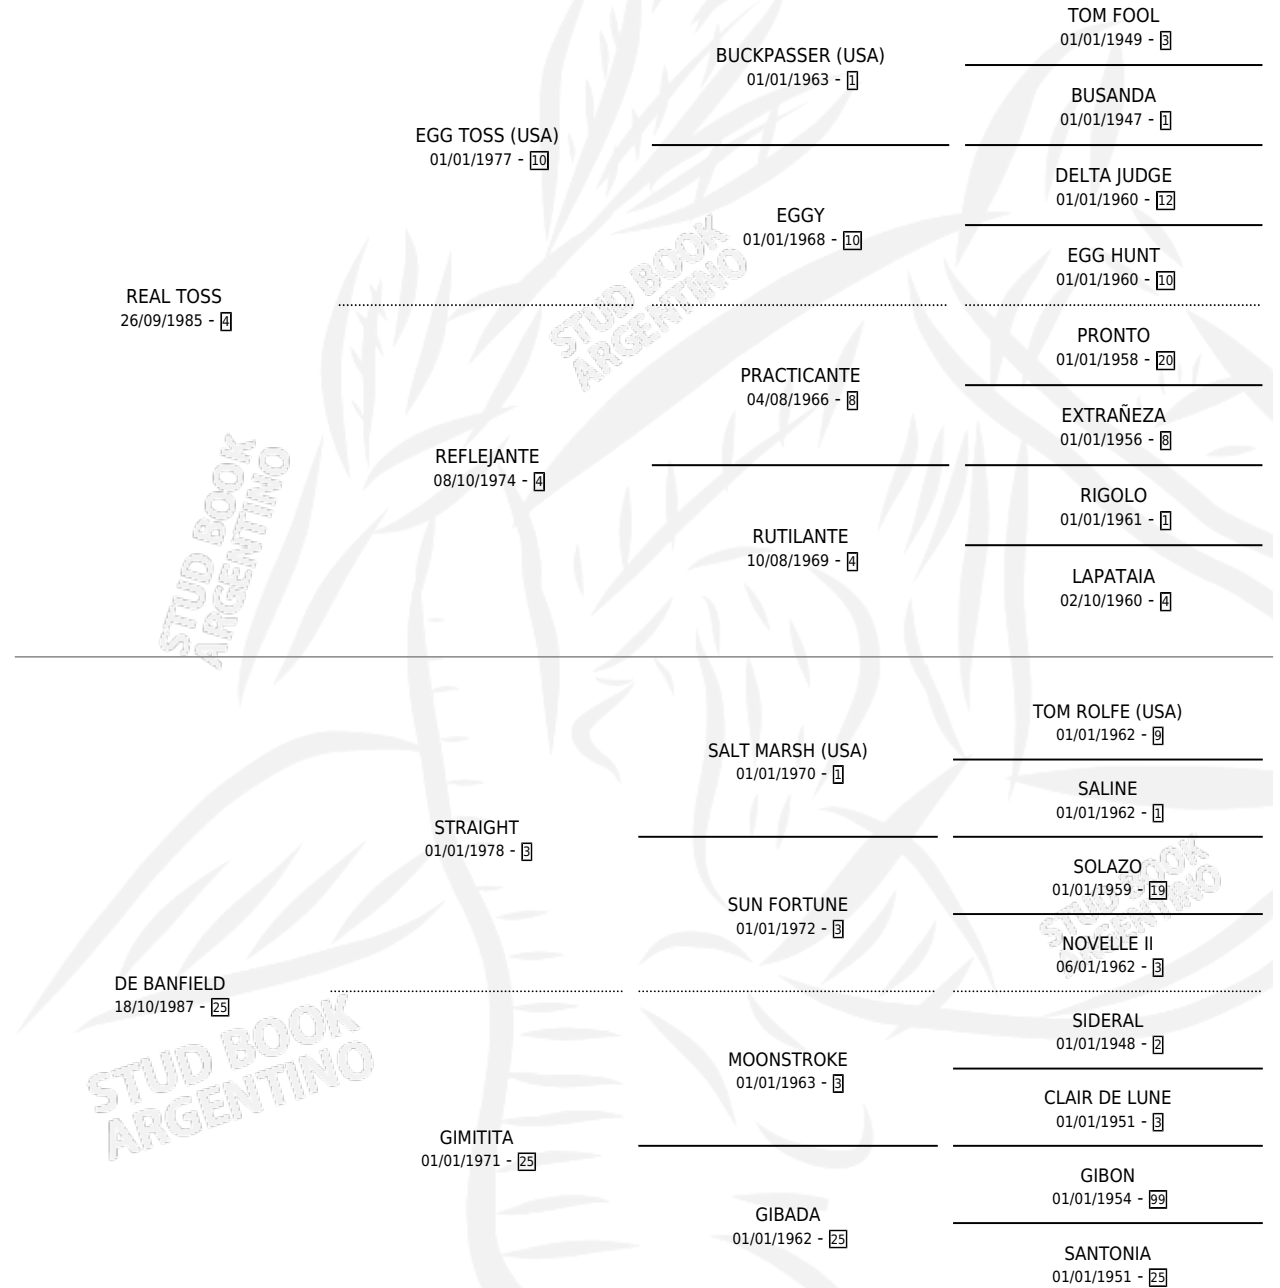 TOM FOOL
01/01/1949 - 3
BUCKPASSER (USA)
01/01/1963 - 1
BUSANDA
01/01/1947 - 1
EGG TOSS (USA)
01/01/1977 - 10
DELTA JUDGE
01/01/1960 - 12
EGGY
01/01/1968 - 10
EGG HUNT
01/01/1960 - 10
REAL TOSS
26/09/1985 - 4
STUD BOOK
ARGENTINO
PRONTO
01/01/1958 - 20
PRACTICANTE
04/08/1966 - 8
EXTRAÑEZA
01/01/1956 - 8
REFLEJANTE
08/10/1974 - 4
RIGOLO
01/01/1961 - 1
RUTILANTE
10/08/1969 - 4
LAPATAIA
02/10/1960 - 4
STUD BOOK
ARGENTINO
TOM ROLFE (USA)
01/01/1962 - 9
SALT MARSH (USA)
01/01/1970 - 1
SALINE
01/01/1962 - 1
STRAIGHT
01/01/1978 - 3
SOLAZO
01/01/1959 - 19
SUN FORTUNE
01/01/1972 - 3
NOVELLE II
06/01/1962 - 3
STUD BOOK
ARGENTINO
DE BANFIELD
18/10/1987 - 25
SIDERAL
01/01/1948 - 2
MOONSTROKE
01/01/1963 - 3
CLAIR DE LUNE
01/01/1951 - 3
STUD BOOK
ARGENTINO
GIMITITA
01/01/1971 - 25
GIBON
01/01/1954 - 99
GIBADA
01/01/1962 - 25
SANTONIA
01/01/1951 - 25